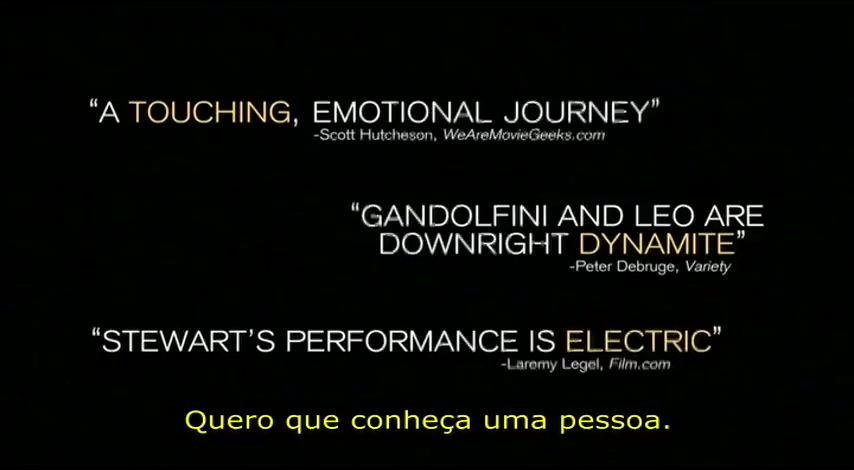 “A TOUCHING, EMOTIONAL JOURNEY”
-Scott Hutcheson, WeAreMovieGeeks.com
“GANDOLFINI AND LEO ARE
DOWNRIGHT DYNAMITE”
-Peter Debruge, Variety
“STEWART’S PERFORMANCE IS ELECTRIC”
-Laremy Legel, Film.com
Quero que conheça uma pessoa.